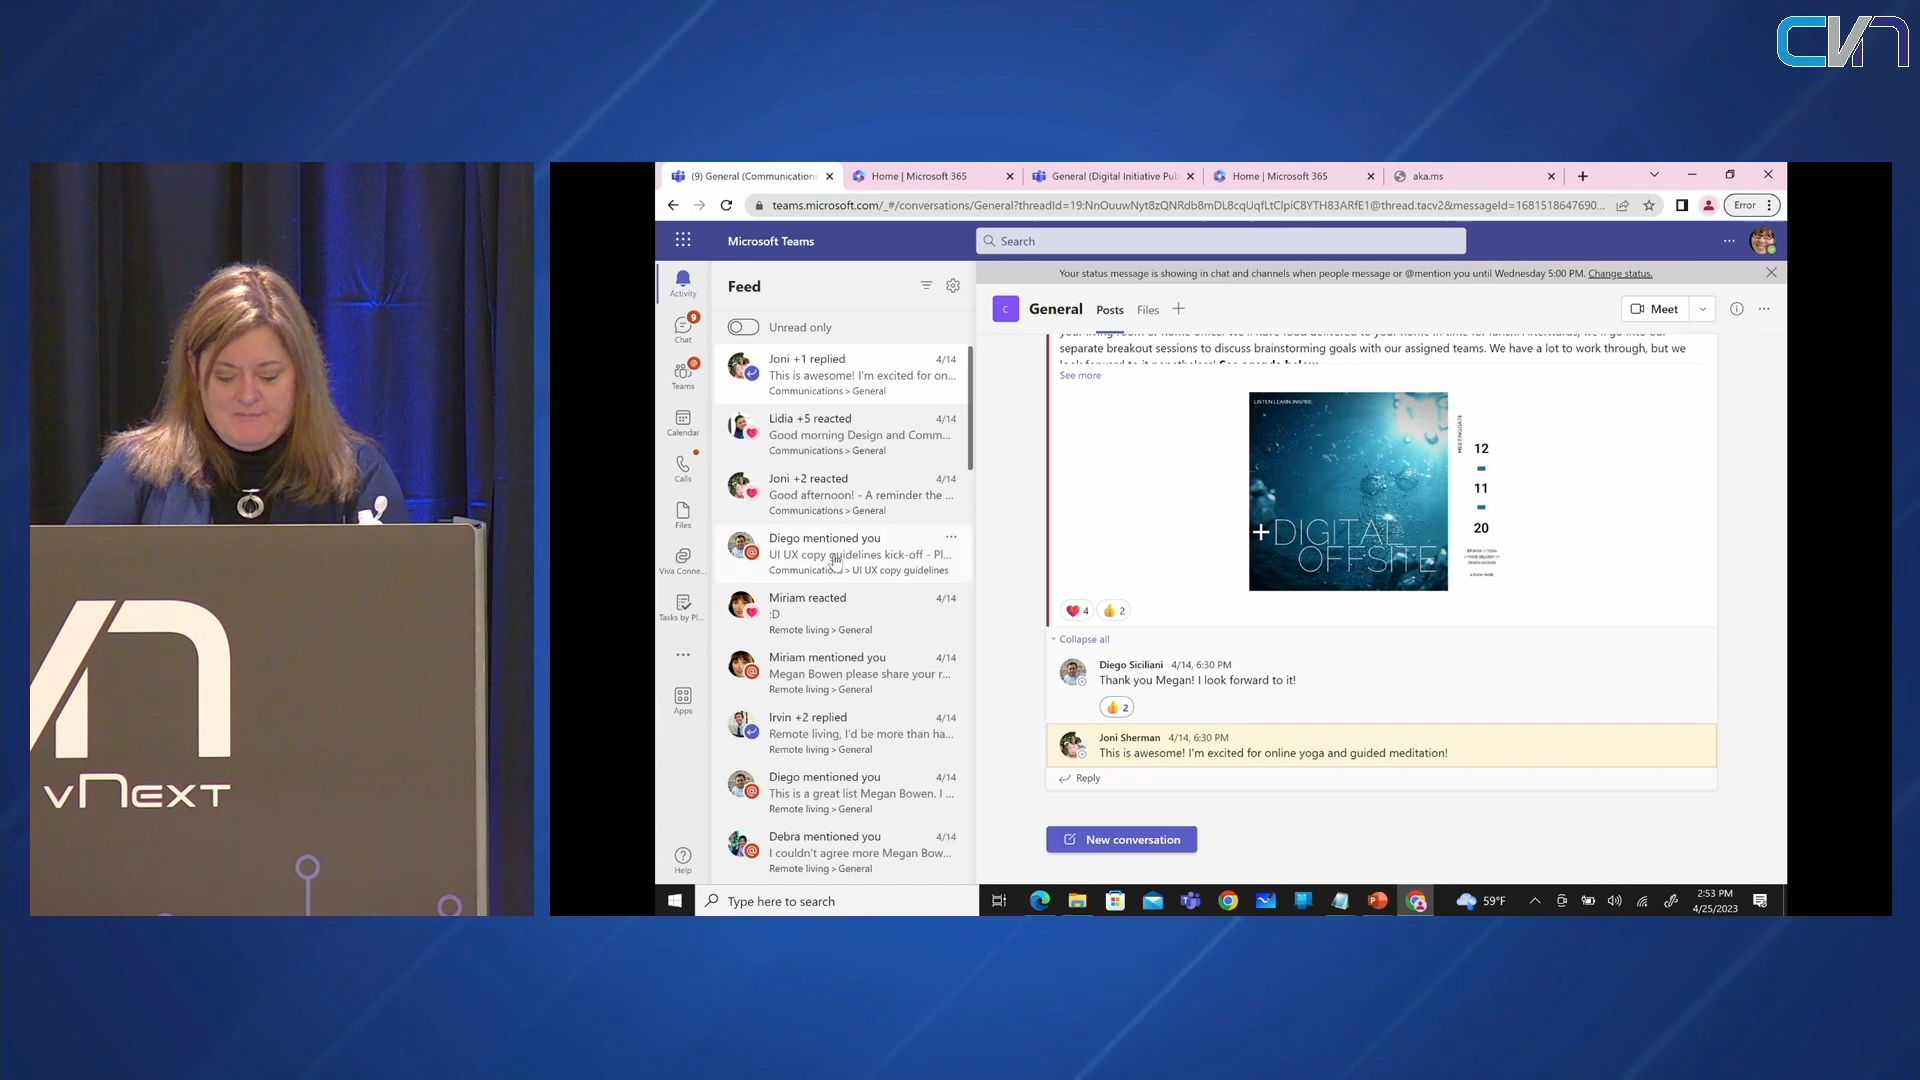 CVN
(9) General (Communications
Home | Microsoft 365
General (Digital Initiative Pub
Home | Microsoft 365
aka.ms
teams.microsoft.com/_#/conversations/General?threadId=19:NnOuuwNyt8zQNRdb8mDL8cqUqfLtClpiC8YTH83ARfE1@thread.tacv2&messageId=1681518647690...
Error
Microsoft Teams
Search
Your status message is showing in chat and channels when people message or @mention you until Wednesday 5:00 PM. Change status.
Activity
9
Chat
Teams
Calendar
Calls
Files
Viva Conne...
Tasks by Pl...
Apps
Help
Feed
Unread only
Joni +1 replied 4/14
This is awesome! I'm excited for on...
Communications > General
Lidia +5 reacted 4/14
Good morning Design and Comm...
Communications > General
Joni +2 reacted 4/14
Good afternoon! - A reminder the ...
Communications > General
Diego mentioned you
UI UX copy guidelines kick-off - Pl...
Communications > UI UX copy guidelines
Miriam reacted 4/14
:D
Remote living > General
Miriam mentioned you 4/14
Megan Bowen please share your r...
Remote living > General
Irvin +2 replied 4/14
Remote living, I'd be more than ha...
Remote living > General
Diego mentioned you 4/14
This is a great list Megan Bowen. I ...
Remote living > General
Debra mentioned you 4/14
I couldn't agree more Megan Bow...
Remote living > General
C
General Posts Files
Meet
separate breakout sessions to discuss brainstorming goals with our assigned teams. We have a lot to work through, but we
See more
LISTEN LEARN INSPIRE
+DIGITAL
OFFSITE
MEETING DATE
12
11
20
4
2
Collapse all
Diego Siciliani 4/14, 6:30 PM
Thank you Megan! I look forward to it!
2
Joni Sherman 4/14, 6:30 PM
This is awesome! I'm excited for online yoga and guided meditation!
Reply
New conversation
Type here to search
59°F
2:53 PM
4/25/2023
vNext